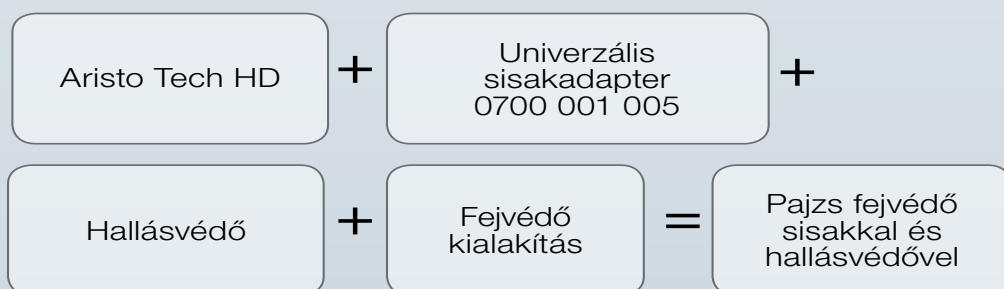 Aristo Tech HD
+
Univerzális
sisakadapter
0700 001 005
+
Hallásvédő
+
Fejvédő
kialakítás
=
Pajzs fejvédő
sisakkal és
hallásvédővel